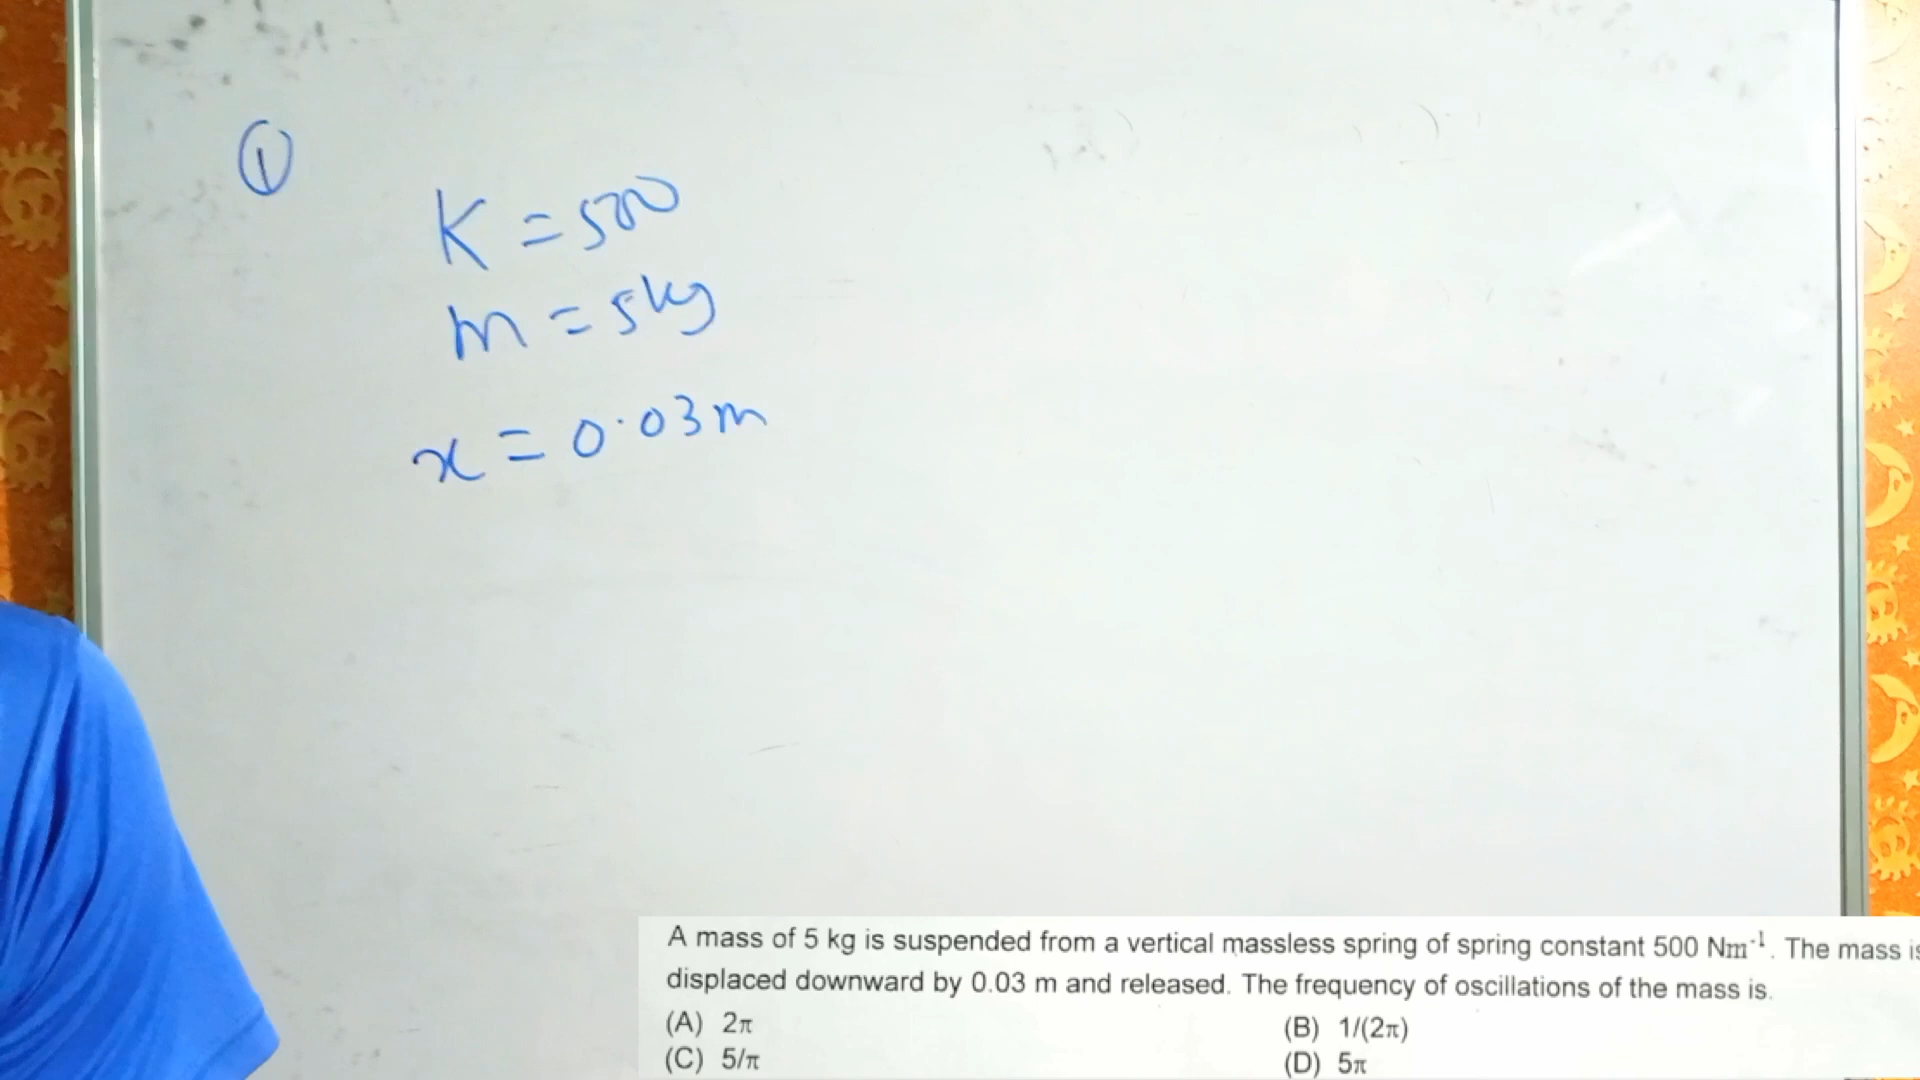 ①
K = 500
m = 5kg
x = 0.03m
A mass of 5 kg is suspended from a vertical massless spring of spring constant 500 Nm⁻¹. The mass is
displaced downward by 0.03 m and released. The frequency of oscillations of the mass is.
(A) 2π (B) 1/(2π)
(C) 5/π (D) 5π